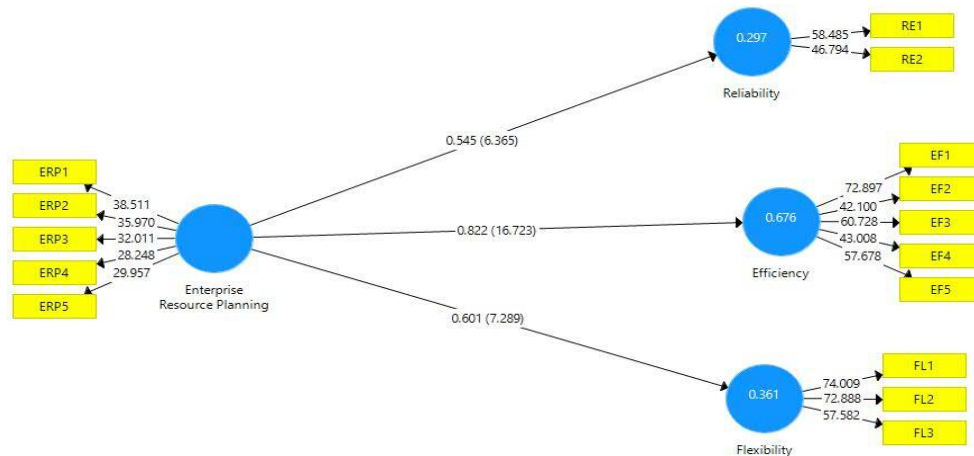 ERP1
ERP2
ERP3
ERP4
ERP5
38.511
35.970
32.011
28.248
29.957
Enterprise
Resource Planning
0.545 (6.365)
0.822 (16.723)
0.601 (7.289)
0.297
Reliability
58.485
46.794
RE1
RE2
0.676
Efficiency
72.897
42.100
60.728
43.008
57.678
EF1
EF2
EF3
EF4
EF5
0.361
Flexibility
74.009
72.888
57.582
FL1
FL2
FL3